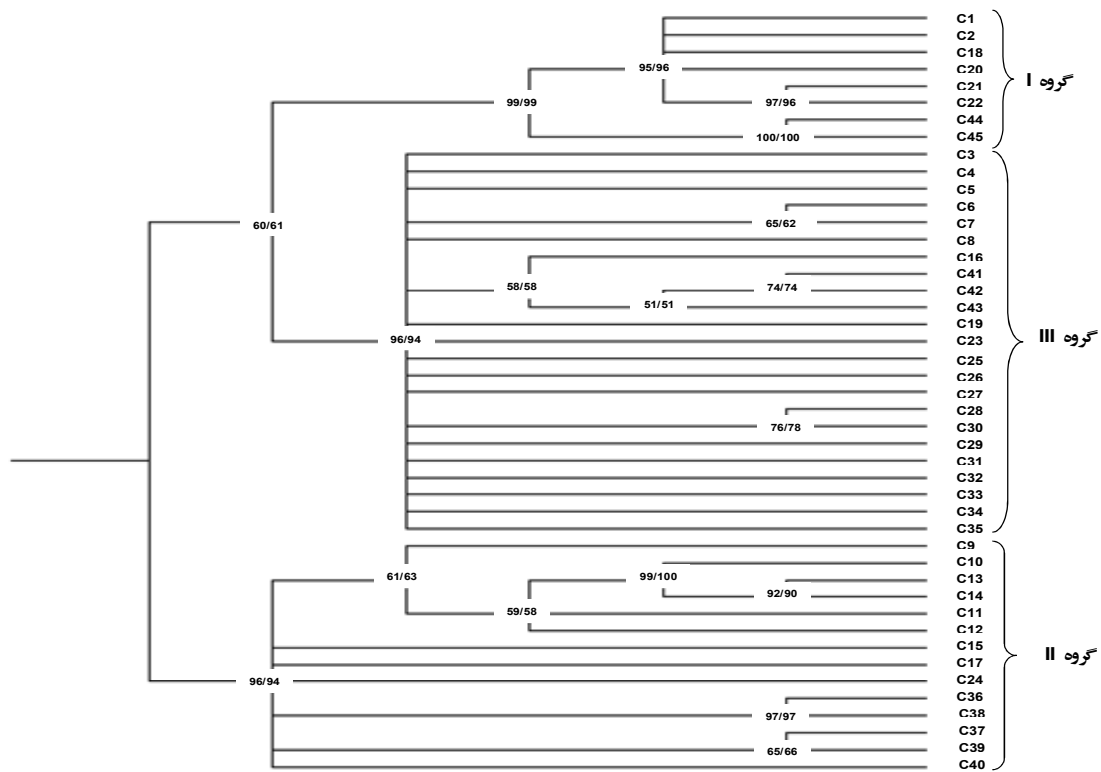 C1
C2
C18
95/96
C20
C21
گروه I
99/99
97/96
C22
C44
100/100
C45
C3
C4
C5
C6
60/61
65/62
C7
C8
C16
C41
58/58
74/74
C42
51/51
C43
C19
96/94
C23
گروه III
C25
C26
C27
C28
76/78
C30
C29
C31
C32
C33
C34
C35
C9
C10
61/63
99/100
C13
92/90
C14
59/58
C11
C12
C15
گروه II
C17
96/94
C24
C36
97/97
C38
C37
65/66
C39
C40